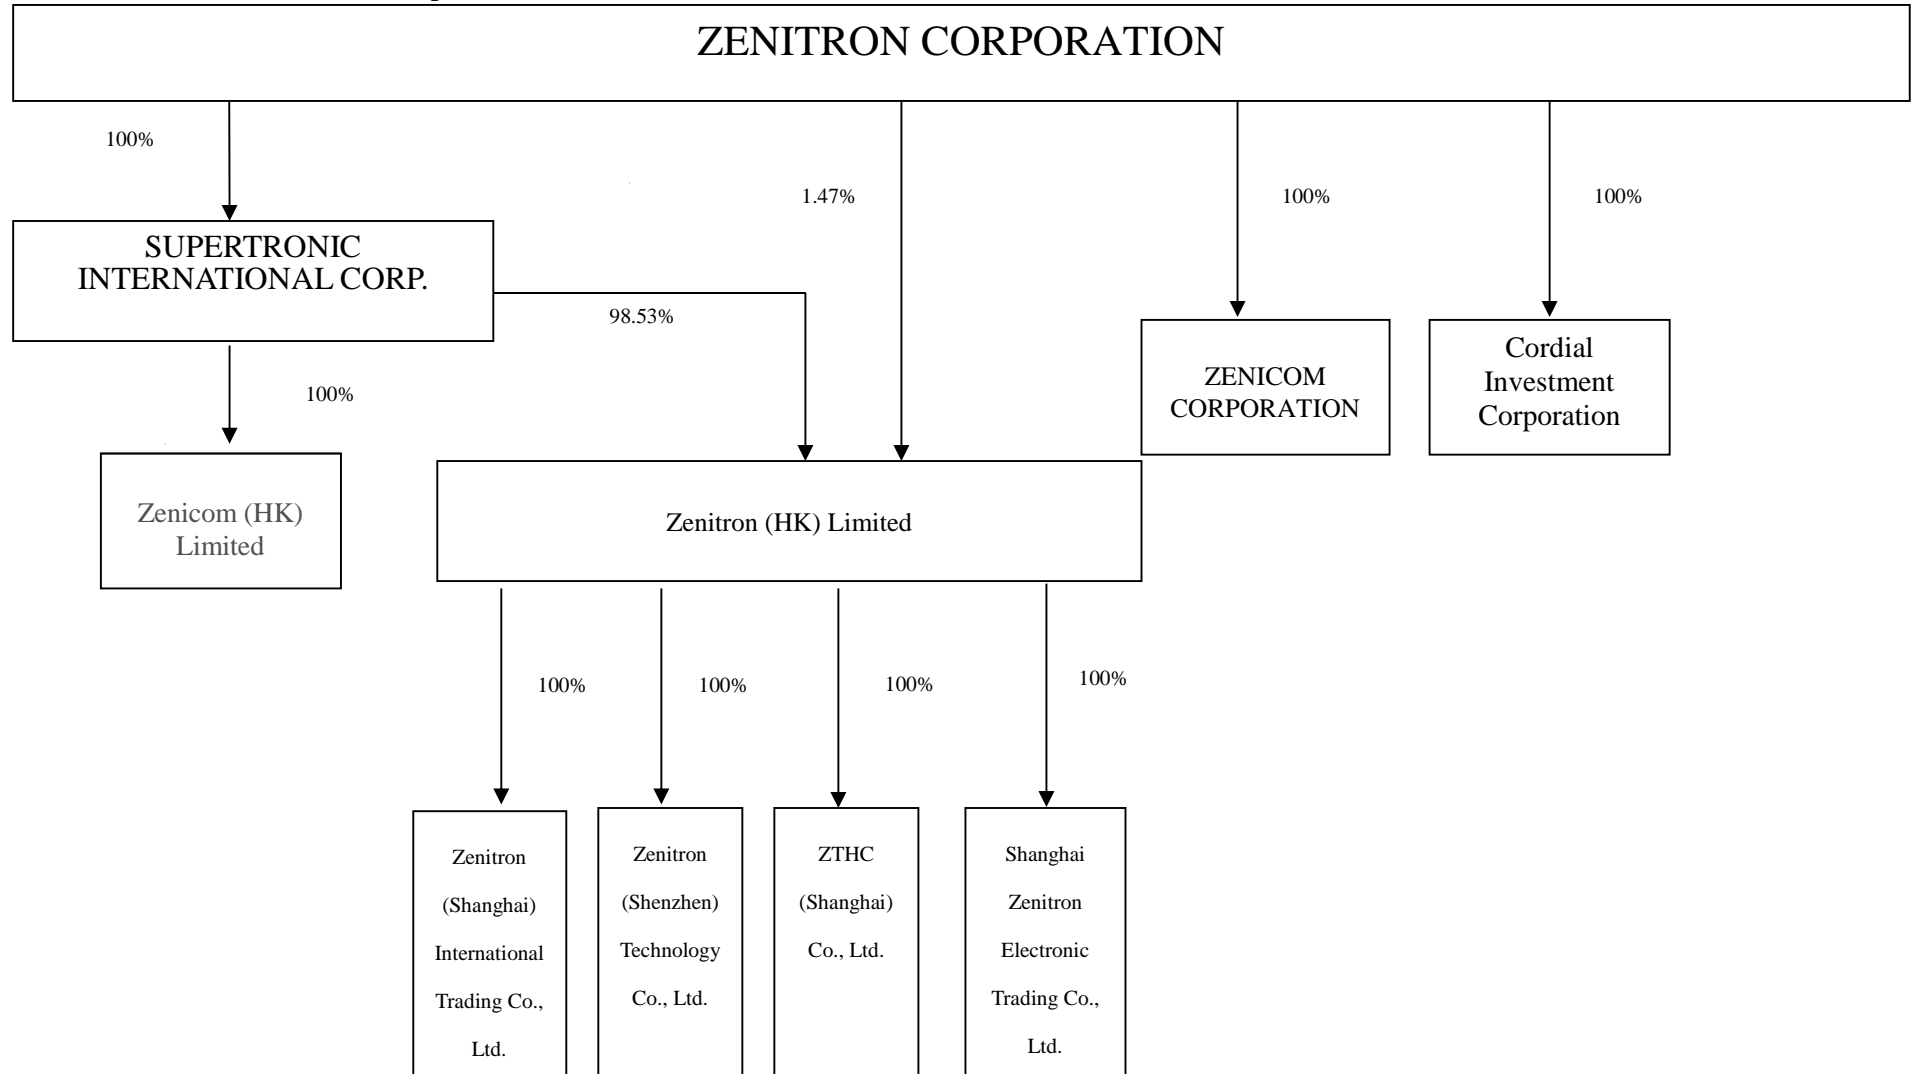 ZENITRON CORPORATION
100%
1.47%
100%
100%
SUPERTRONIC
INTERNATIONAL CORP.
98.53%
100%
ZENICOM
CORPORATION
Cordial
Investment
Corporation
Zenicom (HK)
Limited
Zenitron (HK) Limited
100%
100%
100%
100%
Zenitron
(Shanghai)
International
Trading Co.,
Ltd.
Zenitron
(Shenzhen)
Technology
Co., Ltd.
ZTHC
(Shanghai)
Co., Ltd.
Shanghai
Zenitron
Electronic
Trading Co.,
Ltd.